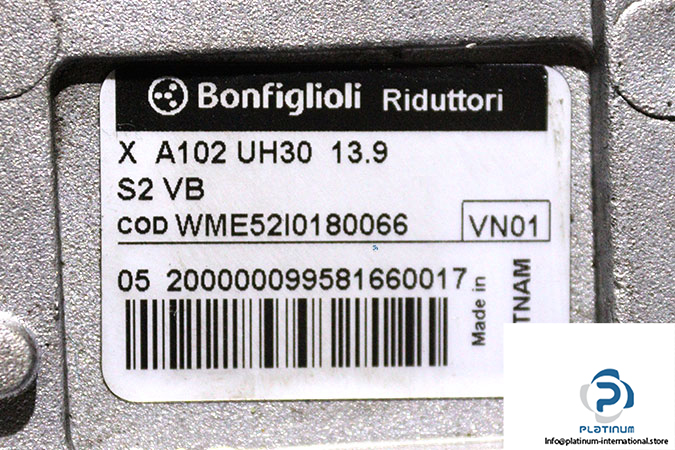 Bonfiglioli Riduttori
X A102 UH30 13.9
S2 VB
COD WME52I0180066 VN01
05 200000099581660017
Made in
TNAM
PLATINUM
Info@platinum-international.store